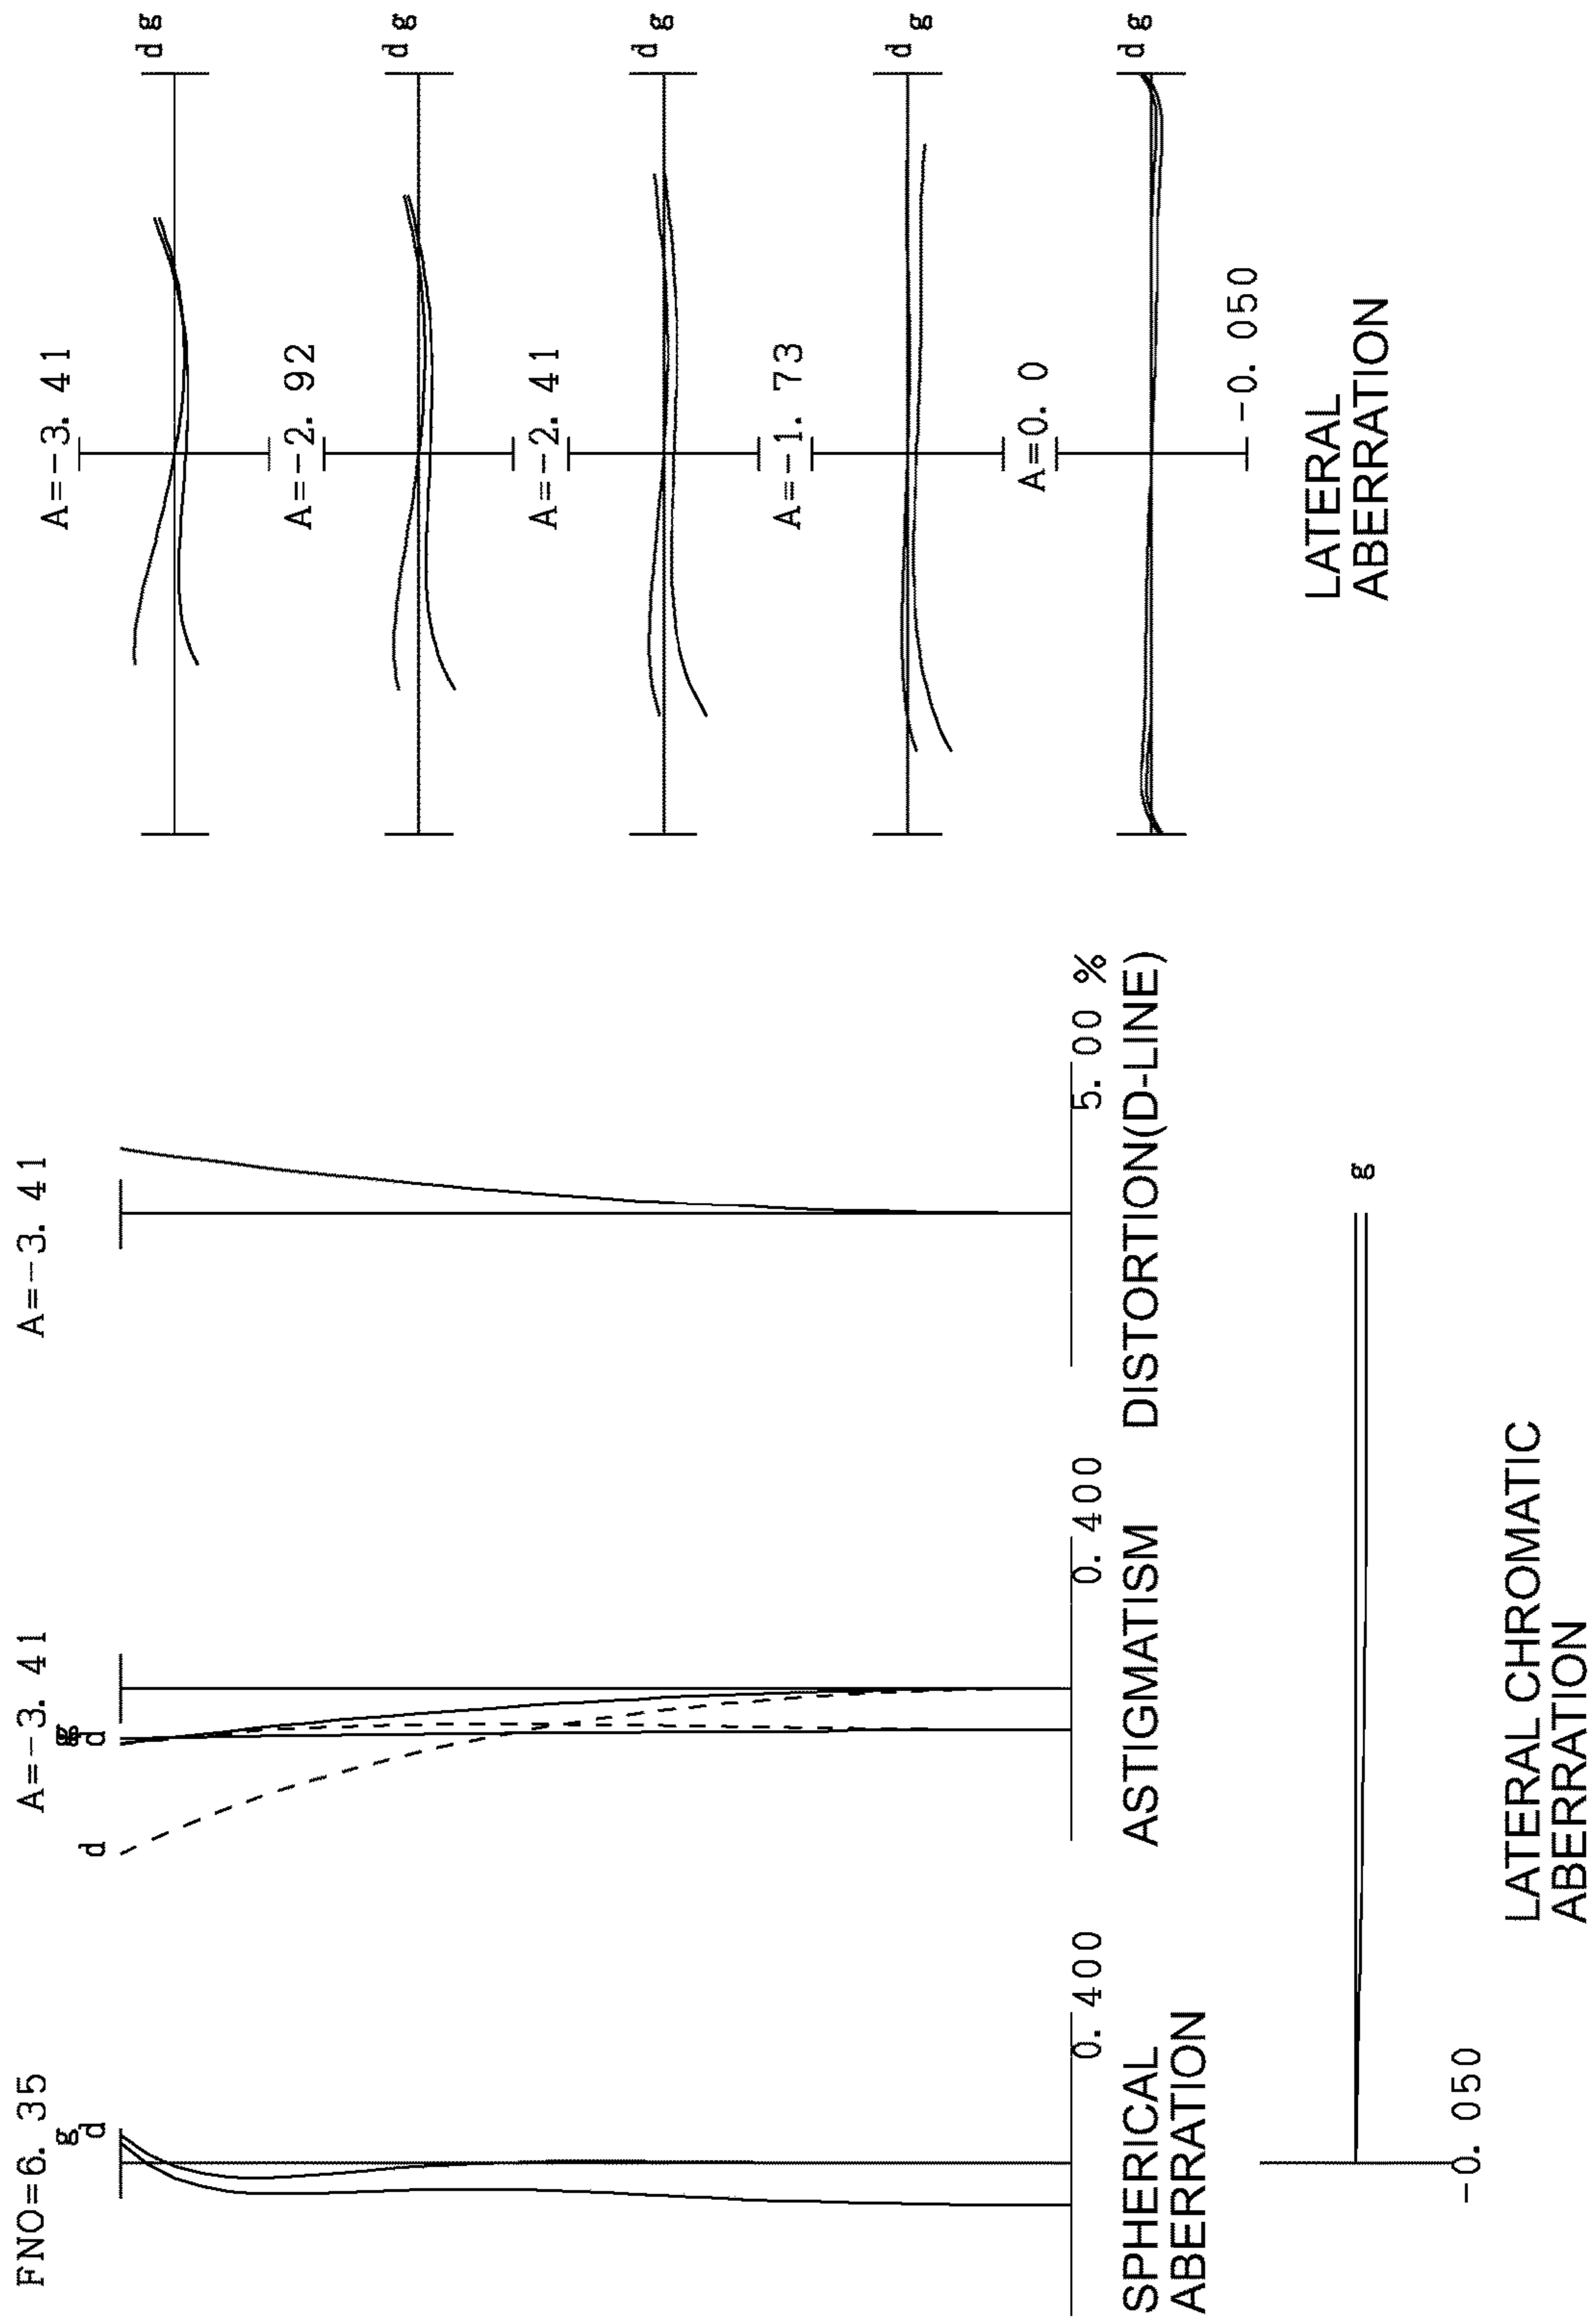 FNO=6. 35
g
d
0. 400
SPHERICAL
ABERRATION
A=-3. 41
d
g
d
0. 400
ASTIGMATISM
A=-3. 41
5. 00 %
DISTORTION(D-LINE)
g
-0. 050
LATERAL CHROMATIC
ABERRATION
A=-3. 41
d g
A=-2. 92
d g
A=-2. 41
d g
A=-1. 73
d g
A=0. 0
d g
-0. 050
LATERAL
ABERRATION